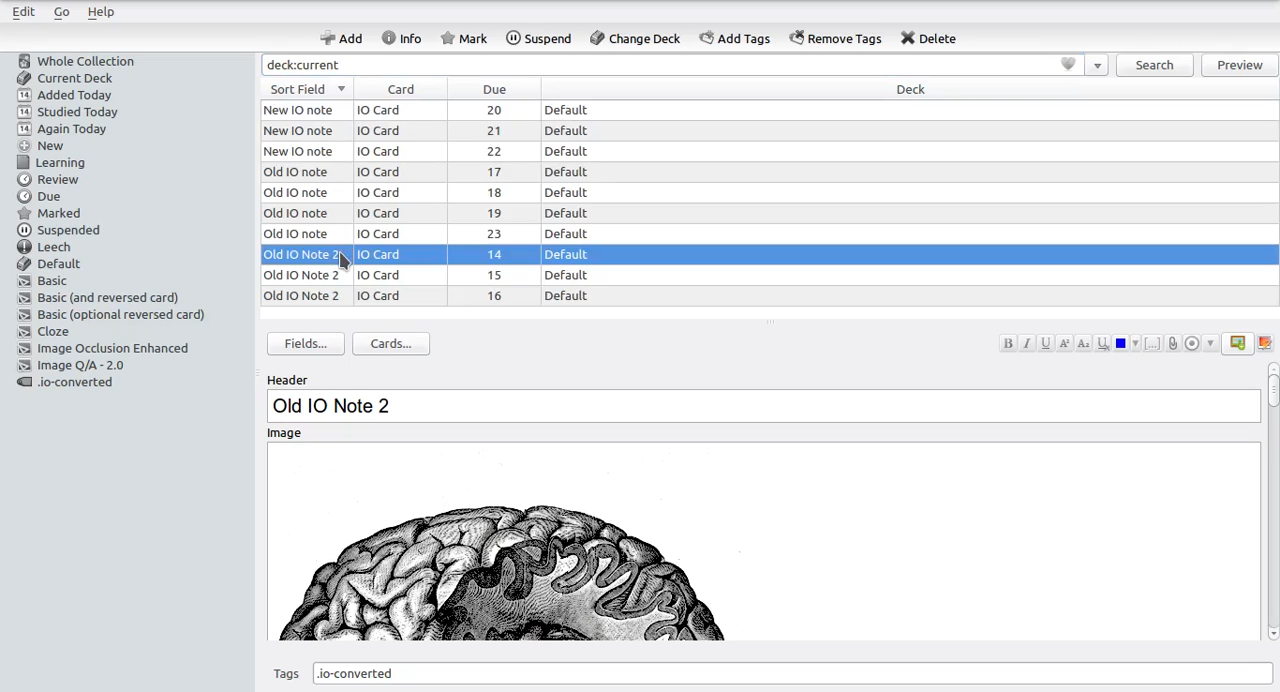 Edit Go Help
Add Info Mark Suspend Change Deck Add Tags Remove Tags Delete
Whole Collection
Current Deck
14 Added Today
14 Studied Today
14 Again Today
New
Learning
Review
Due
Marked
Suspended
Leech
Default
Basic
Basic (and reversed card)
Basic (optional reversed card)
Cloze
Image Occlusion Enhanced
Image Q/A - 2.0
.io-converted
deck:current Search Preview
Sort Field Card Due Deck
New IO note IO Card 20 Default
New IO note IO Card 21 Default
New IO note IO Card 22 Default
Old IO note IO Card 17 Default
Old IO note IO Card 18 Default
Old IO note IO Card 19 Default
Old IO note IO Card 23 Default
Old IO Note 2 IO Card 14 Default
Old IO Note 2 IO Card 15 Default
Old IO Note 2 IO Card 16 Default
Fields... Cards... B I U A² A₂ U [...]
Header
Old IO Note 2
Image
Tags .io-converted